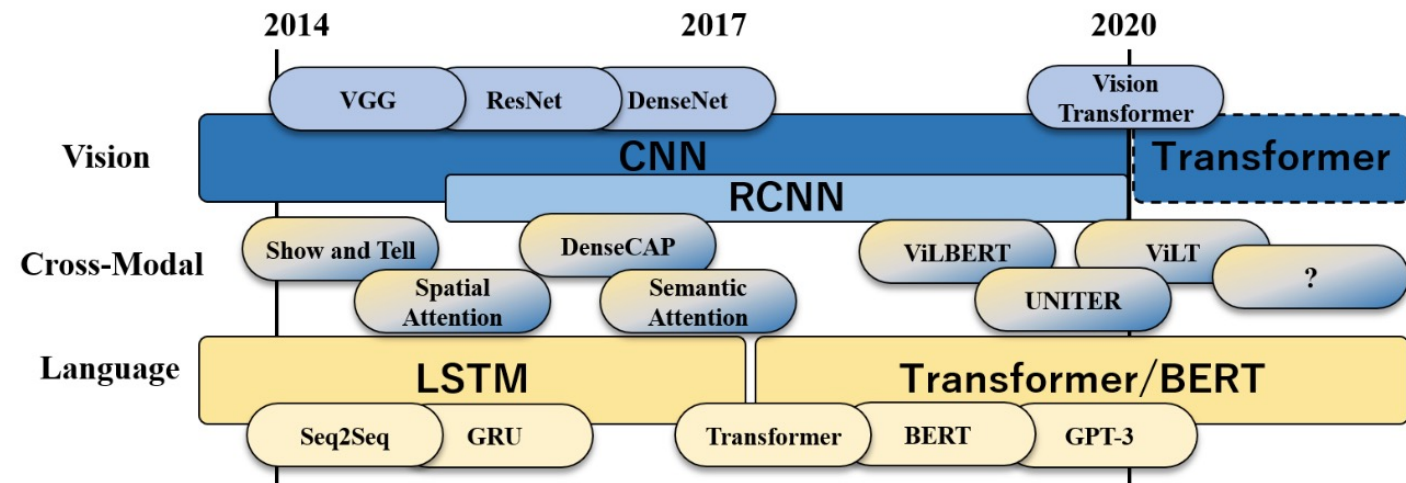 2014
2017
2020
VGG
ResNet
DenseNet
Vision
Transformer
Vision
CNN
Transformer
RCNN
Cross-Modal
Show and Tell
DenseCAP
ViLBERT
ViLT
?
Spatial
Attention
Semantic
Attention
UNITER
Language
LSTM
Transformer/BERT
Seq2Seq
GRU
Transformer
BERT
GPT-3